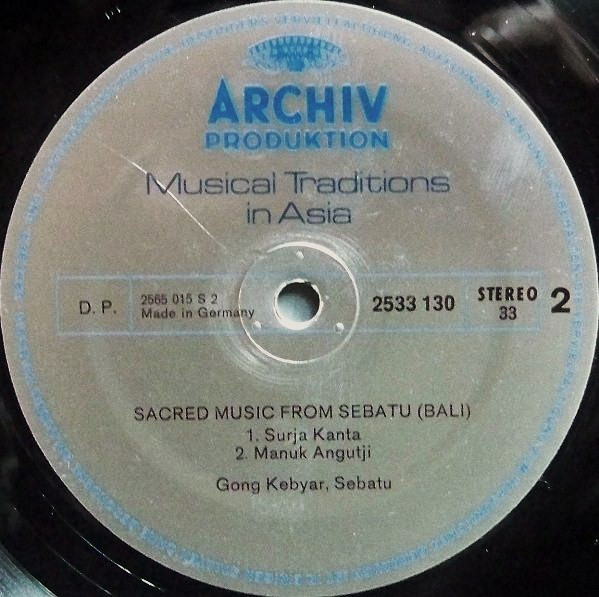 ARCHIV
PRODUKTION
Musical Traditions
in Asia
D. P.
2565 015 S 2
Made in Germany
2533 130
STEREO
33
2
SACRED MUSIC FROM SEBATU (BALI)
1. Surja Kanta
2. Manuk Angutji
Gong Kebyar, Sebatu